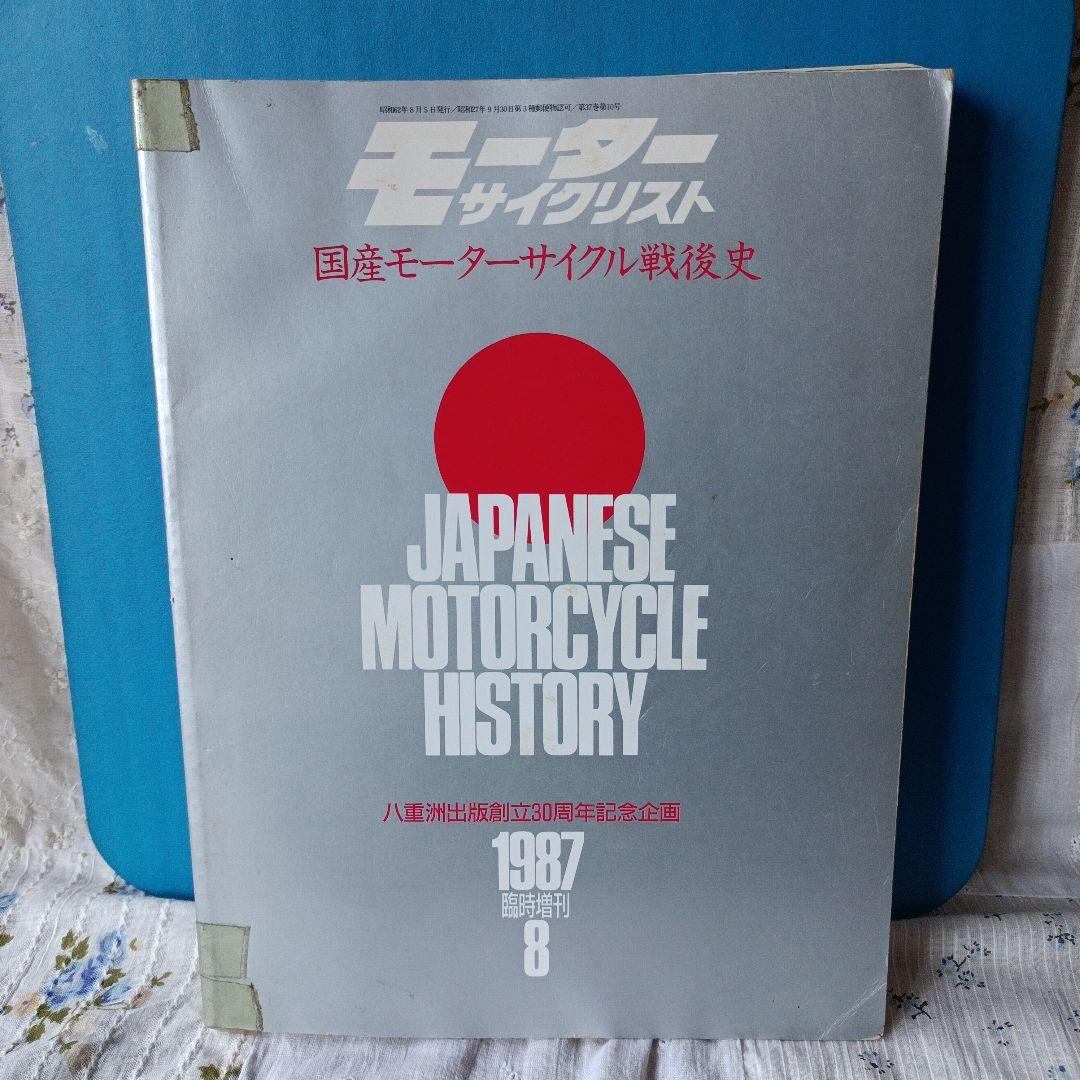 昭和62年8月5日発行／昭和27年9月30日第3種郵便物認可／第37巻第10号
モーター
サイクリスト
国産モーターサイクル戦後史
JAPANESE
MOTORCYCLE
HISTORY
八重洲出版創立30周年記念企画
1987
臨時増刊
8